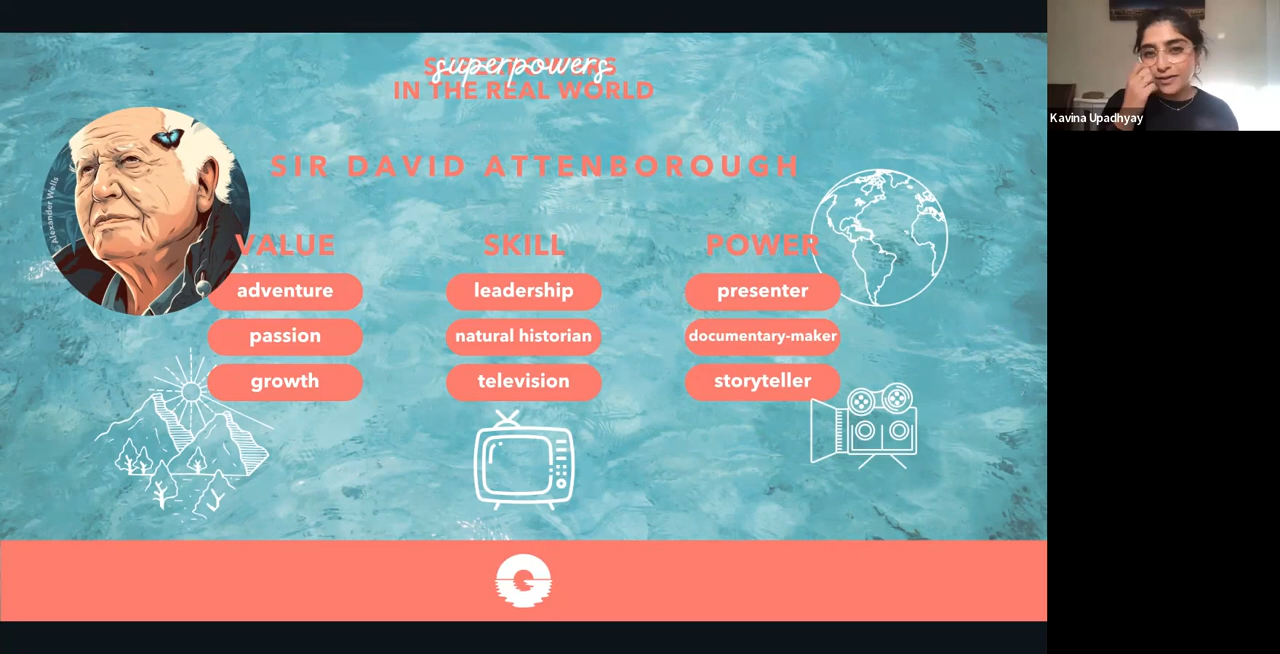 superpowers
IN THE REAL WORLD
SIR DAVID ATTENBOROUGH
VALUE
adventure
passion
growth
SKILL
leadership
natural historian
television
POWER
presenter
documentary-maker
storyteller
Alexander Wells
Kavina Upadhyay